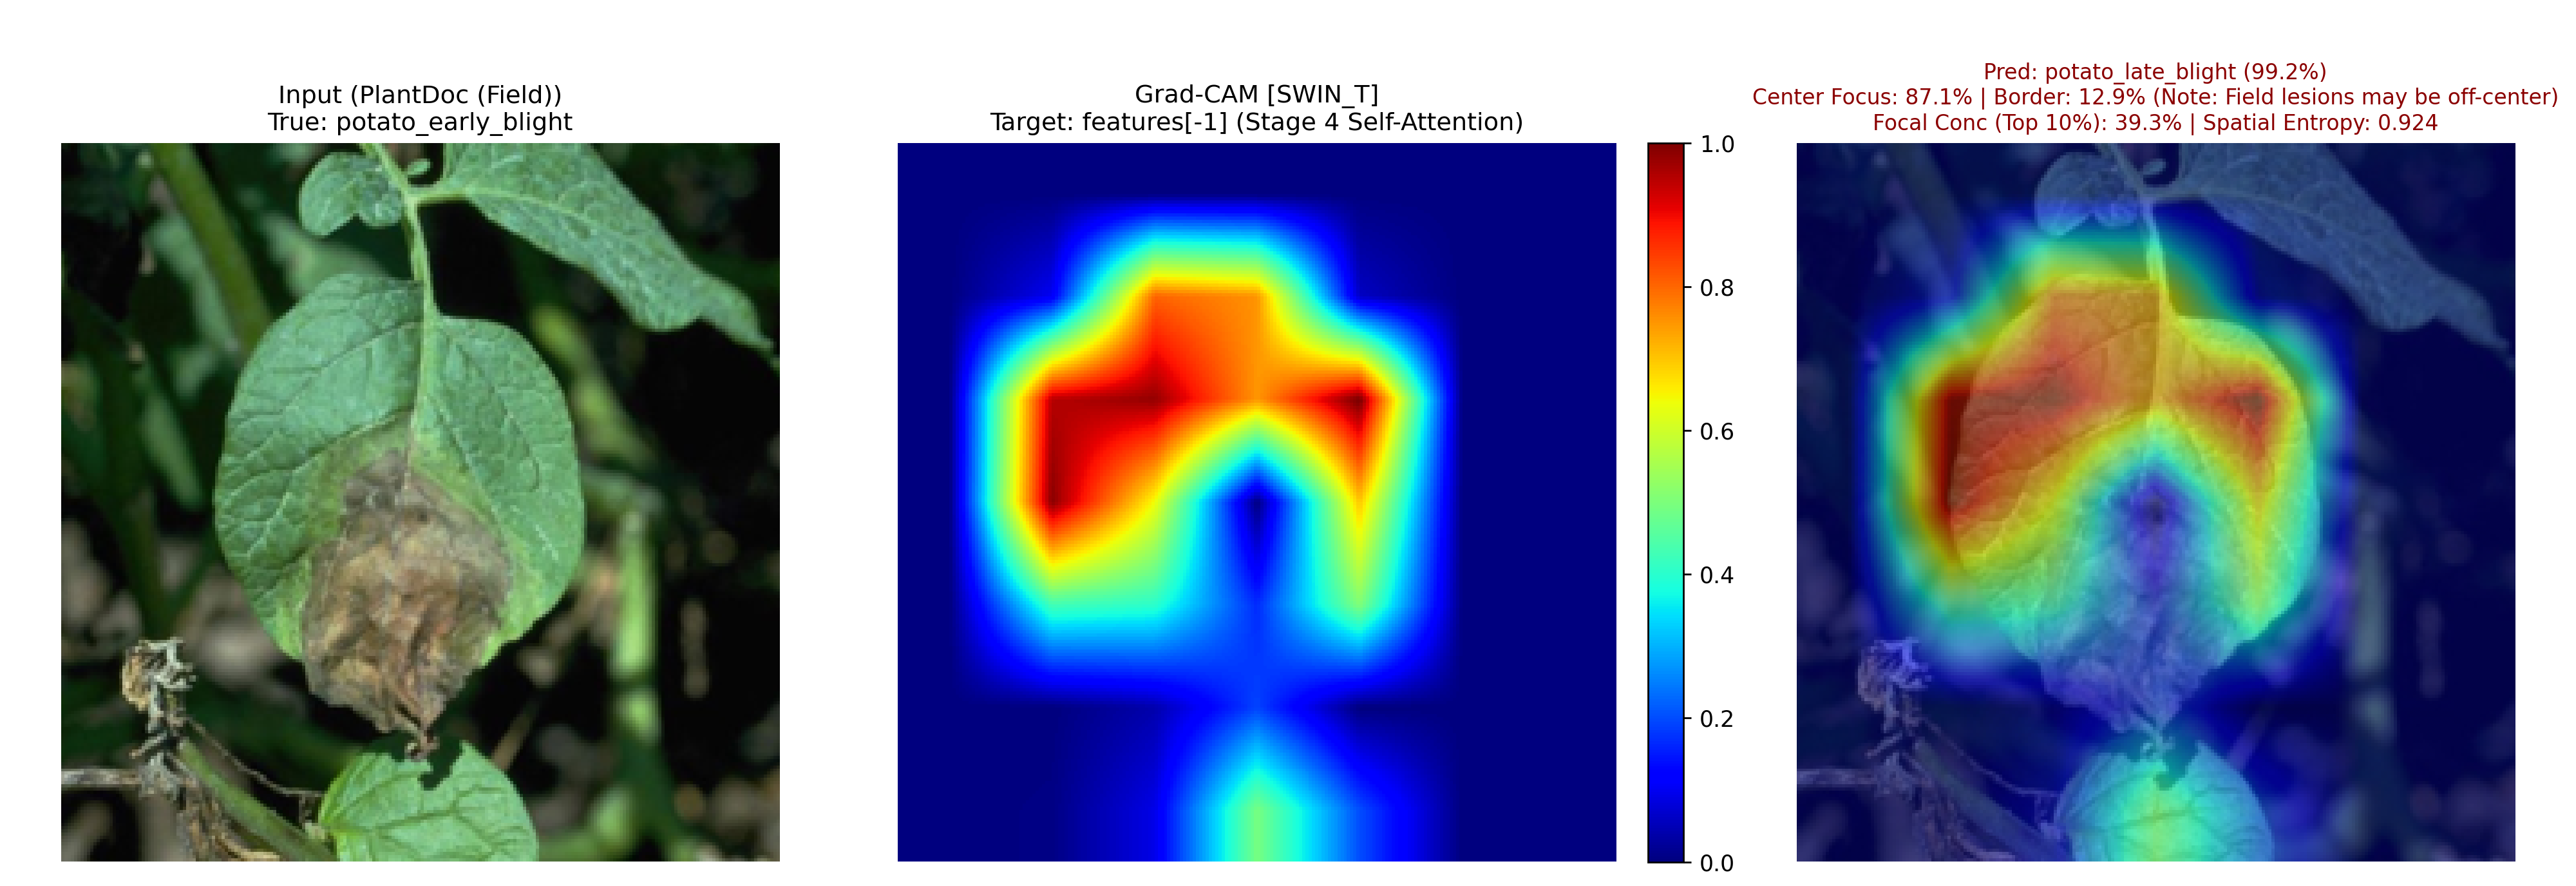 Input (PlantDoc (Field))
True: potato_early_blight
Grad-CAM [SWIN_T]
Target: features[-1] (Stage 4 Self-Attention)
1.0
0.8
0.6
0.4
0.2
0.0
Pred: potato_late_blight (99.2%)
Center Focus: 87.1% | Border: 12.9% (Note: Field lesions may be off-center)
Focal Conc (Top 10%): 39.3% | Spatial Entropy: 0.924